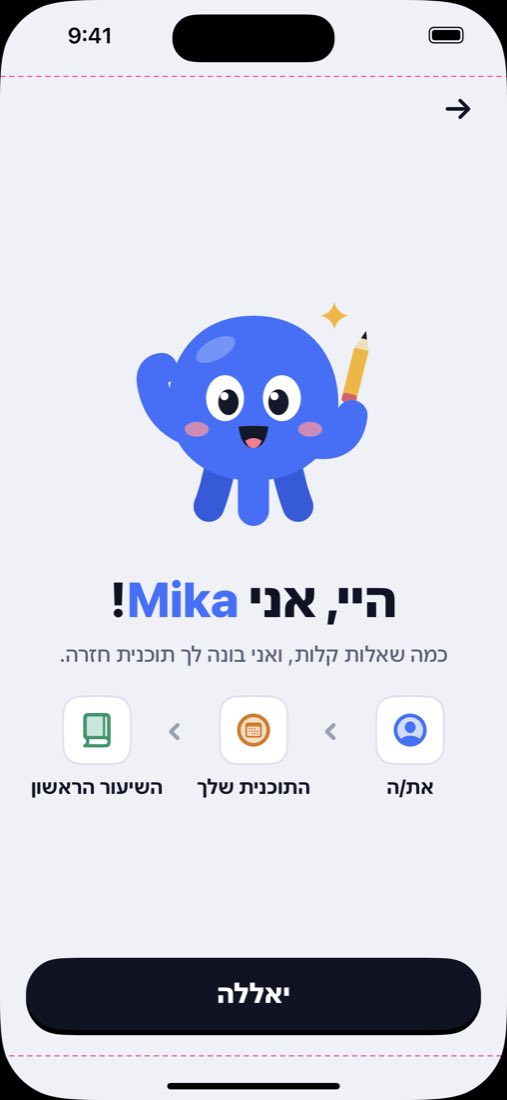 9:41
היי, אני Mika!
כמה שאלות קלות, ואני בונה לך תוכנית חזרה.
את/ה
התוכנית שלך
השיעור הראשון
יאללה